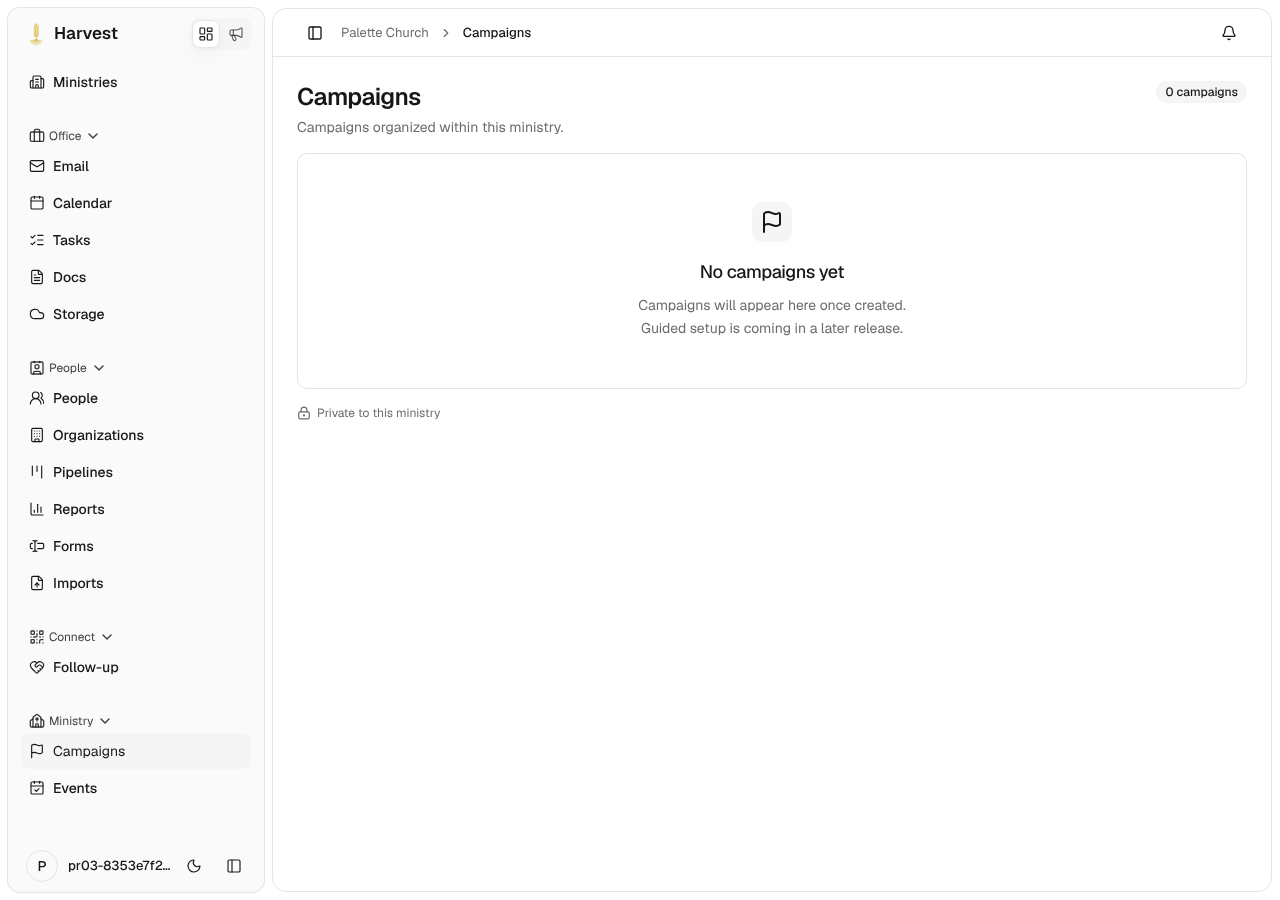 Harvest
Ministries
Office
Email
Calendar
Tasks
Docs
Storage
People
People
Organizations
Pipelines
Reports
Forms
Imports
Connect
Follow-up
Ministry
Campaigns
Events
P
pr03-8353e7f2...
Palette Church > Campaigns
Campaigns
0 campaigns
Campaigns organized within this ministry.
No campaigns yet
Campaigns will appear here once created.
Guided setup is coming in a later release.
Private to this ministry